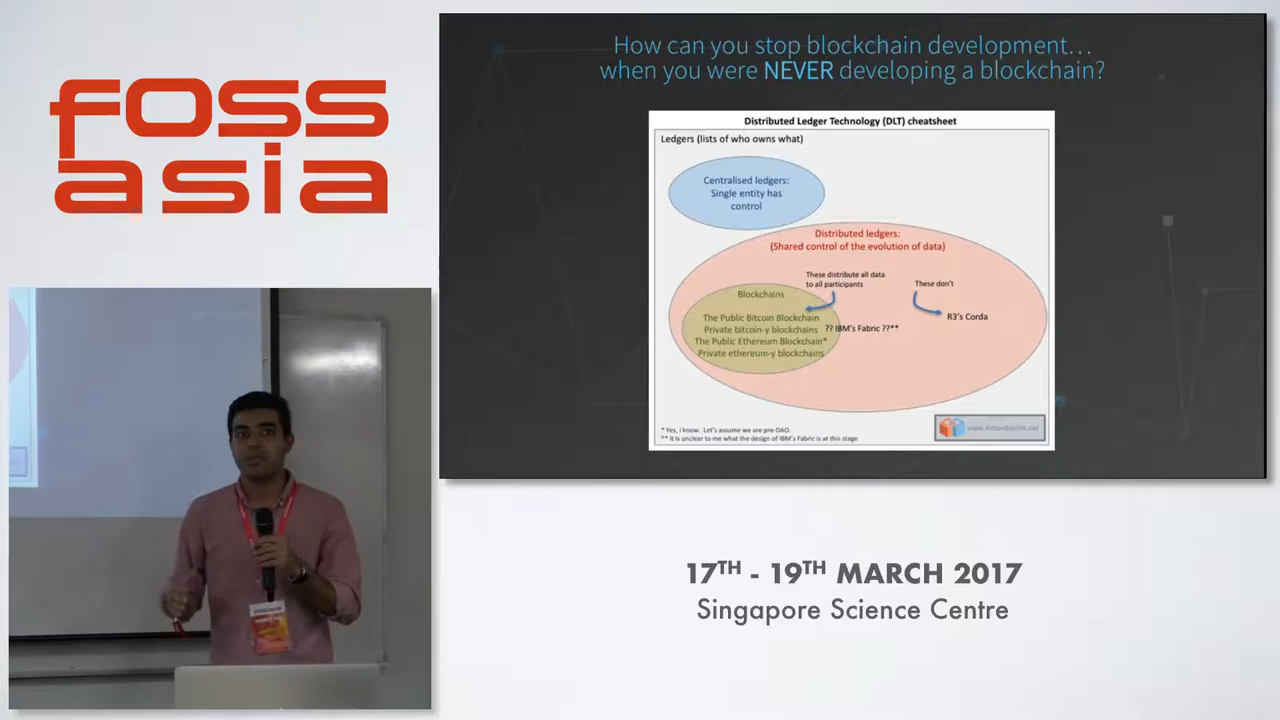 foss
asia
How can you stop blockchain development...
when you were NEVER developing a blockchain?
Distributed Ledger Technology (DLT) cheatsheet
Ledgers (lists of who owns what)
Centralised ledgers:
Single entity has
control
Distributed ledgers:
(Shared control of the evolution of data)
These distribute all data
to all participants
These don't
Blockchains
The Public Bitcoin Blockchain
Private bitcoin-y blockchains
The Public Ethereum Blockchain*
Private ethereum-y blockchains
?? IBM's Fabric ??**
R3's Corda
* Yes, I know. Let's assume we are pre-DAO.
** It is unclear to me what the design of IBM's Fabric is at this stage
www.bitsonblocks.net
17TH - 19TH MARCH 2017
Singapore Science Centre